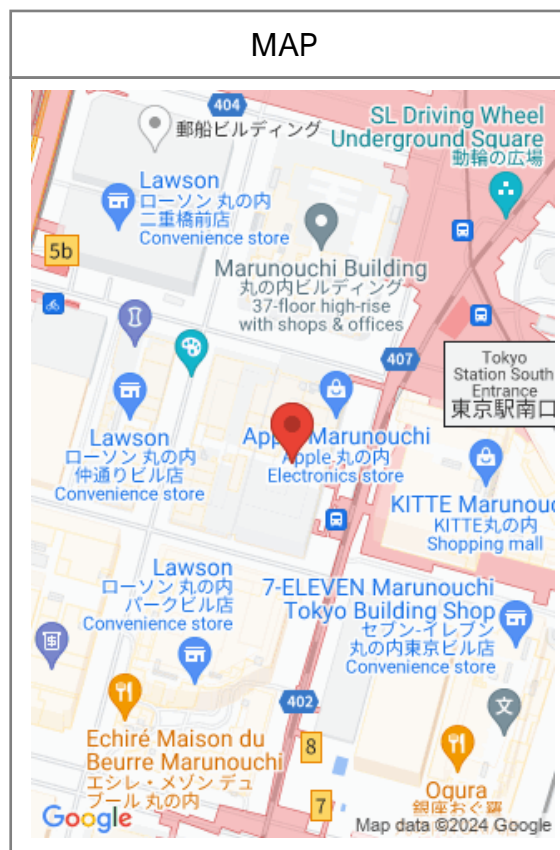 MAP
404
郵船ビルディング
SL Driving Wheel
Underground Square
動輪の広場
Lawson
ローソン 丸の内
二重橋前店
Convenience store
5b
Marunouchi Building
丸の内ビルディング
37-floor high-rise
with shops & offices
407
Tokyo
Station South
Entrance
東京駅南口
Lawson
ローソン 丸の内
仲通りビル店
Convenience store
Marunouchi
Apple 丸の内
Electronics store
KITTE Marunouc
KITTE丸の内
Shopping mall
Lawson
ローソン 丸の内
パークビル店
Convenience store
7-ELEVEN Marunouchi
Tokyo Building Shop
セブン-イレブン
丸の内東京ビル店
Convenience store
402
文
Echiré Maison du
Beurre Marunouchi
エシレ・メゾン デュ
ブール 丸の内
8
7
Oqura
銀座おぐ羅
Google
Map data ©2024 Google